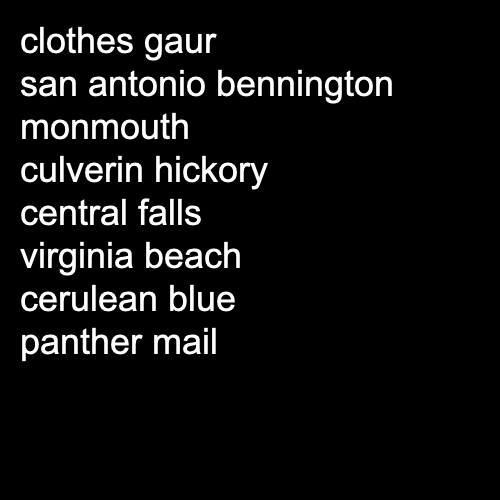 clothes gaur
san antonio bennington
monmouth
culverin hickory
central falls
virginia beach
cerulean blue
panther mail